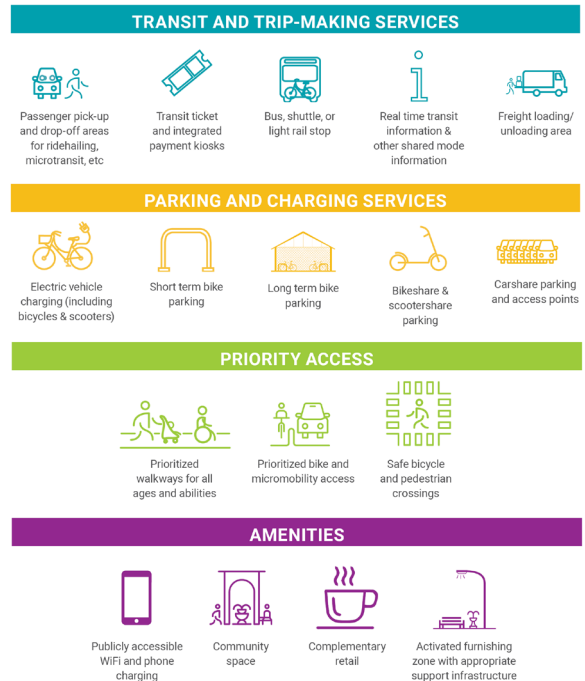 TRANSIT AND TRIP-MAKING SERVICES
Passenger pick-up
and drop-off areas
for ridehailing,
microtransit, etc
Transit ticket
and integrated
payment kiosks
Bus, shuttle, or
light rail stop
Real time transit
information &
other shared mode
information
Freight loading/
unloading area
PARKING AND CHARGING SERVICES
Electric vehicle
charging (including
bicycles & scooters)
Short term bike
parking
Long term bike
parking
Bikeshare &
scootershare
parking
Carshare parking
and access points
PRIORITY ACCESS
Prioritized
walkways for all
ages and abilities
Prioritized bike and
micromobility access
Safe bicycle
and pedestrian
crossings
AMENITIES
Publicly accessible
WiFi and phone
charging
Community
space
Complementary
retail
Activated furnishing
zone with appropriate
support infrastructure